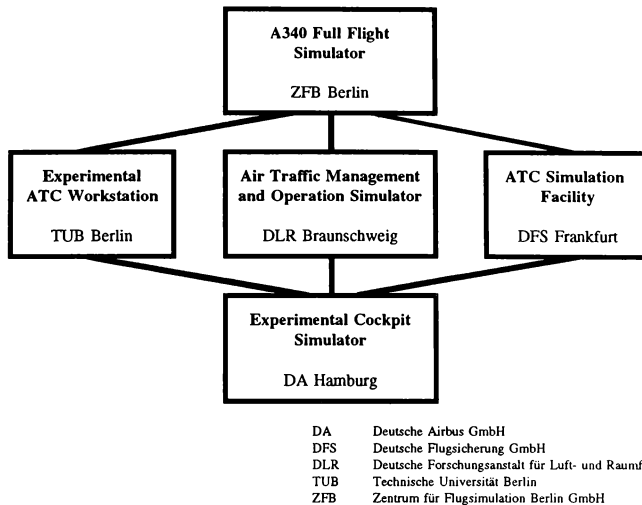 A340 Full Flight
Simulator
ZFB Berlin
Experimental
ATC Workstation
TUB Berlin
Air Traffic Management
and Operation Simulator
DLR Braunschweig
ATC Simulation
Facility
DFS Frankfurt
Experimental Cockpit
Simulator
DA Hamburg
DA Deutsche Airbus GmbH
DFS Deutsche Flugsicherung GmbH
DLR Deutsche Forschungsanstalt für Luft- und Raumf
TUB Technische Universität Berlin
ZFB Zentrum für Flugsimulation Berlin GmbH